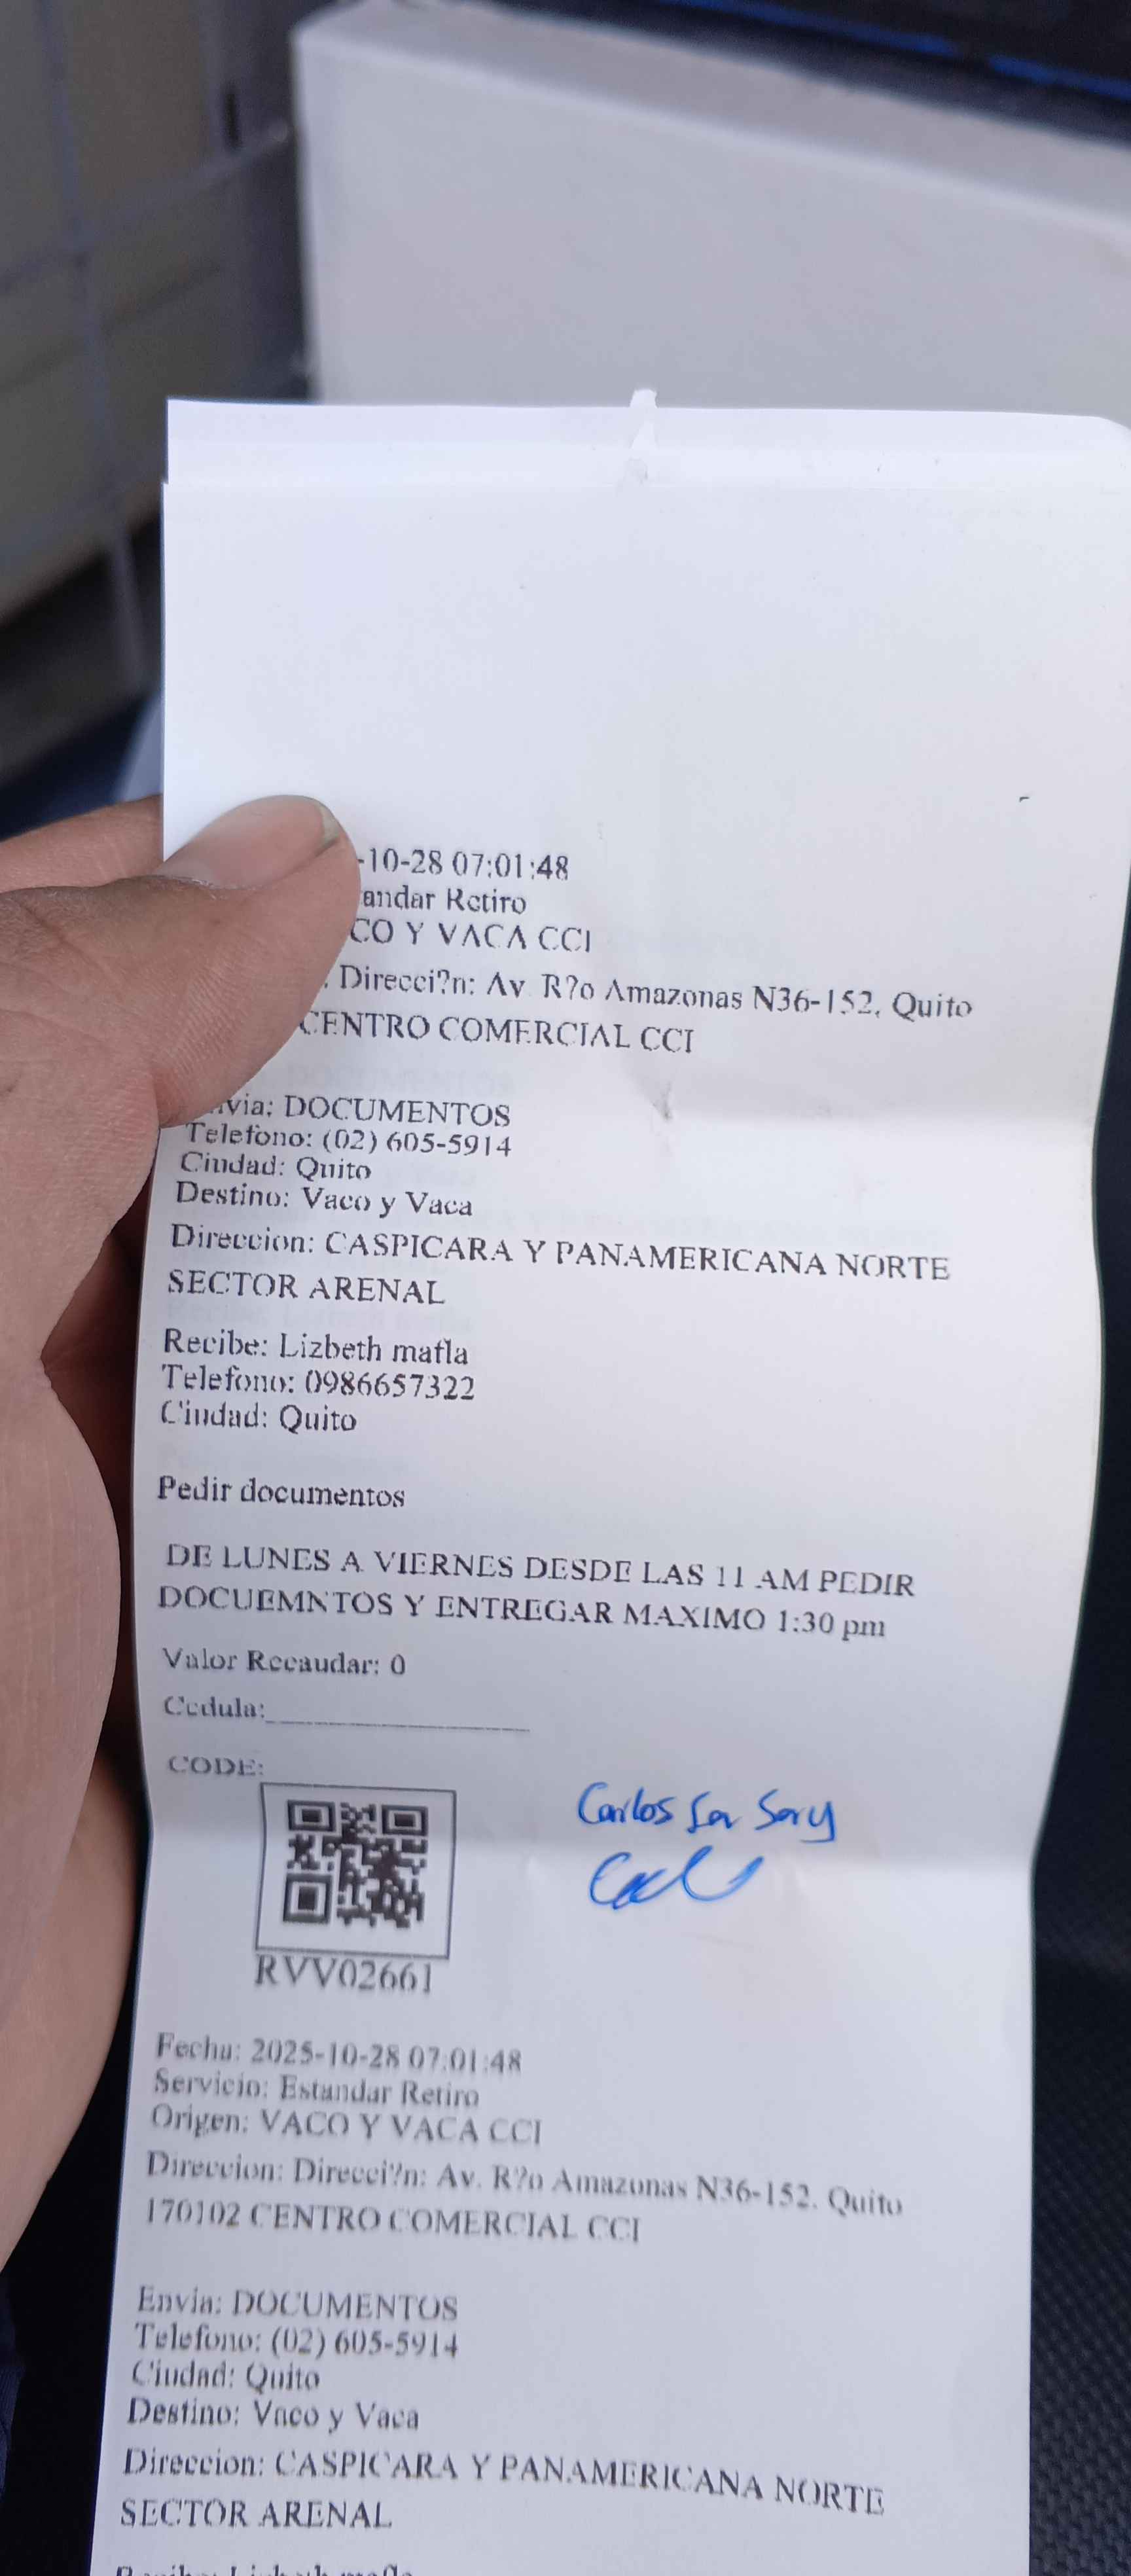 -10-28 07:01:48
andar Retiro
CO Y VACA CCI
. Direcci?n: Av. R?o Amazonas N36-152, Quito
CENTRO COMERCIAL CCI
nvia: DOCUMENTOS
Telefono: (02) 605-5914
Ciudad: Quito
Destino: Vaco y Vaca
Direccion: CASPICARA Y PANAMERICANA NORTE
SECTOR ARENAL
Recibe: Lizbeth mafla
Telefono: 0986657322
Ciudad: Quito
Pedir documentos
DE LUNES A VIERNES DESDE LAS 11 AM PEDIR
DOCUEMNTOS Y ENTREGAR MAXIMO 1:30 pm
Valor Recaudar: 0
Cedula:
CODE:
Carlos
RVV02661
Fecha: 2025-10-28 07:01:48
Servicio: Estandar Retiro
Origen: VACO Y VACA CCI
Direccion: Direcci?n: Av. R?o Amazonas N36-152. Quito
170102 CENTRO COMERCIAL CCI
Envia: DOCUMENTOS
Telefono: (02) 605-5914
Ciudad: Quito
Destino: Vaco y Vaca
Direccion: CASPICARA Y PANAMERICANA NORTE
SECTOR ARENAL
Recibe: Lizbeth mafla